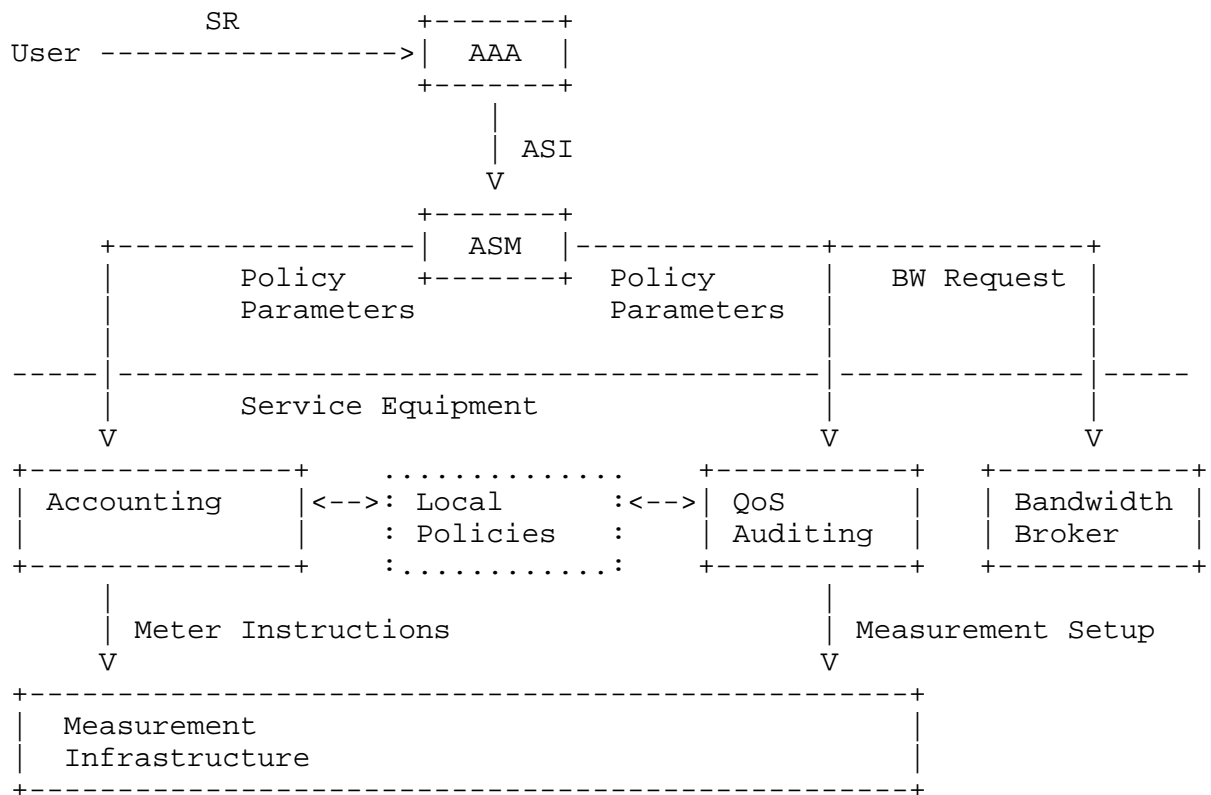 SR
User AAA
ASI
ASM
Policy Policy BW Request
Parameters Parameters
Service Equipment
V V V
Accounting Local QoS Bandwidth
Policies Auditing Broker
Meter Instructions Measurement Setup
Measurement
Infrastructure